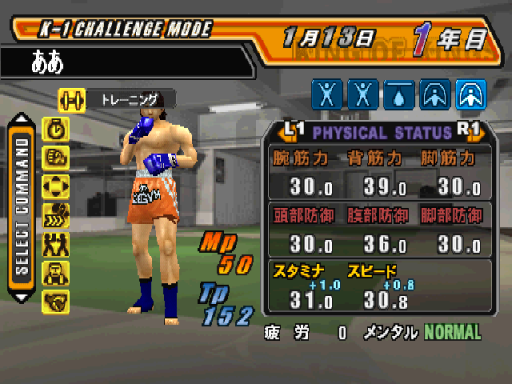 K-1 CHALLENGE MODE
1月13日 1年目
ああ
トレーニング
SELECT COMMAND
L1 PHYSICAL STATUS R1
腕筋力 背筋力 脚筋力
30.0 39.0 30.0
頭部防御 腹部防御 脚部防御
30.0 36.0 30.0
スタミナ スピード
+1.0 +0.8
31.0 30.8
Mp
50
Tp
152
疲労 0 メンタル NORMAL